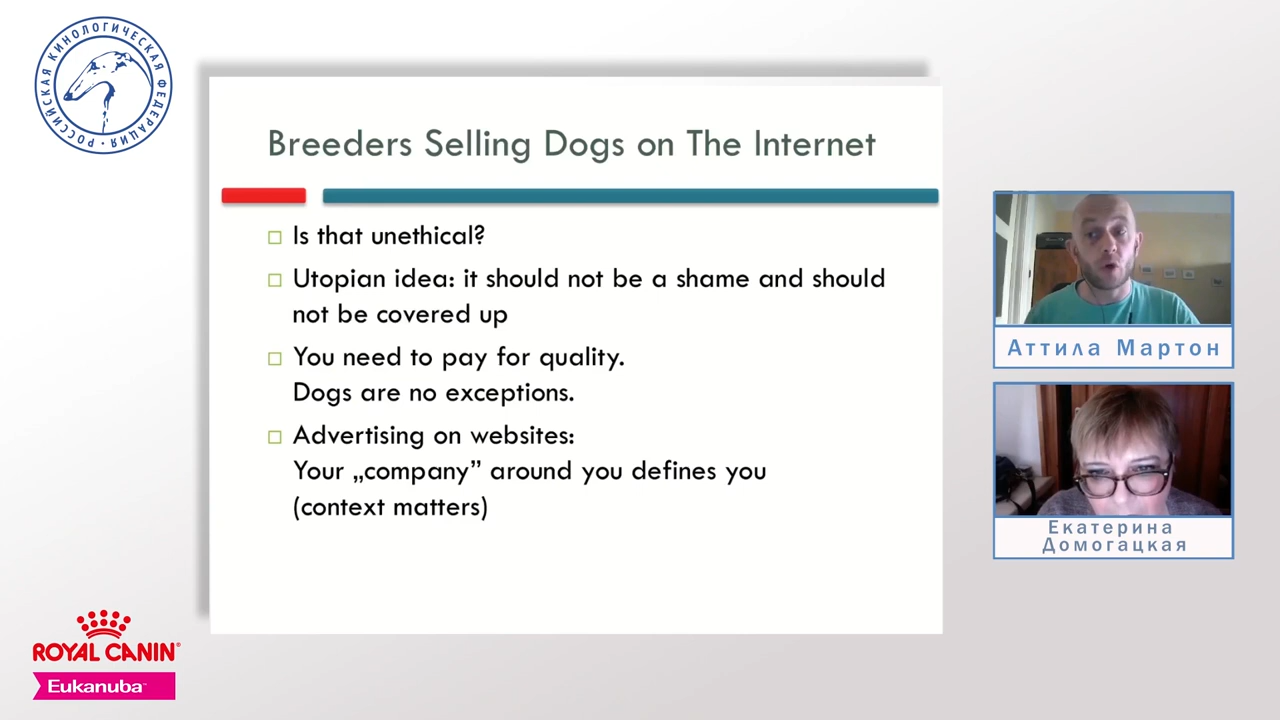 РОССИЙСКАЯ КИНОЛОГИЧЕСКАЯ ФЕДЕРАЦИЯ
Breeders Selling Dogs on The Internet
Is that unethical?
Utopian idea: it should not be a shame and should
not be covered up
You need to pay for quality.
Dogs are no exceptions.
Advertising on websites:
Your „company” around you defines you
(context matters)
Аттила Мартон
Екатерина
Домогацкая
ROYAL CANIN®
Eukanuba™